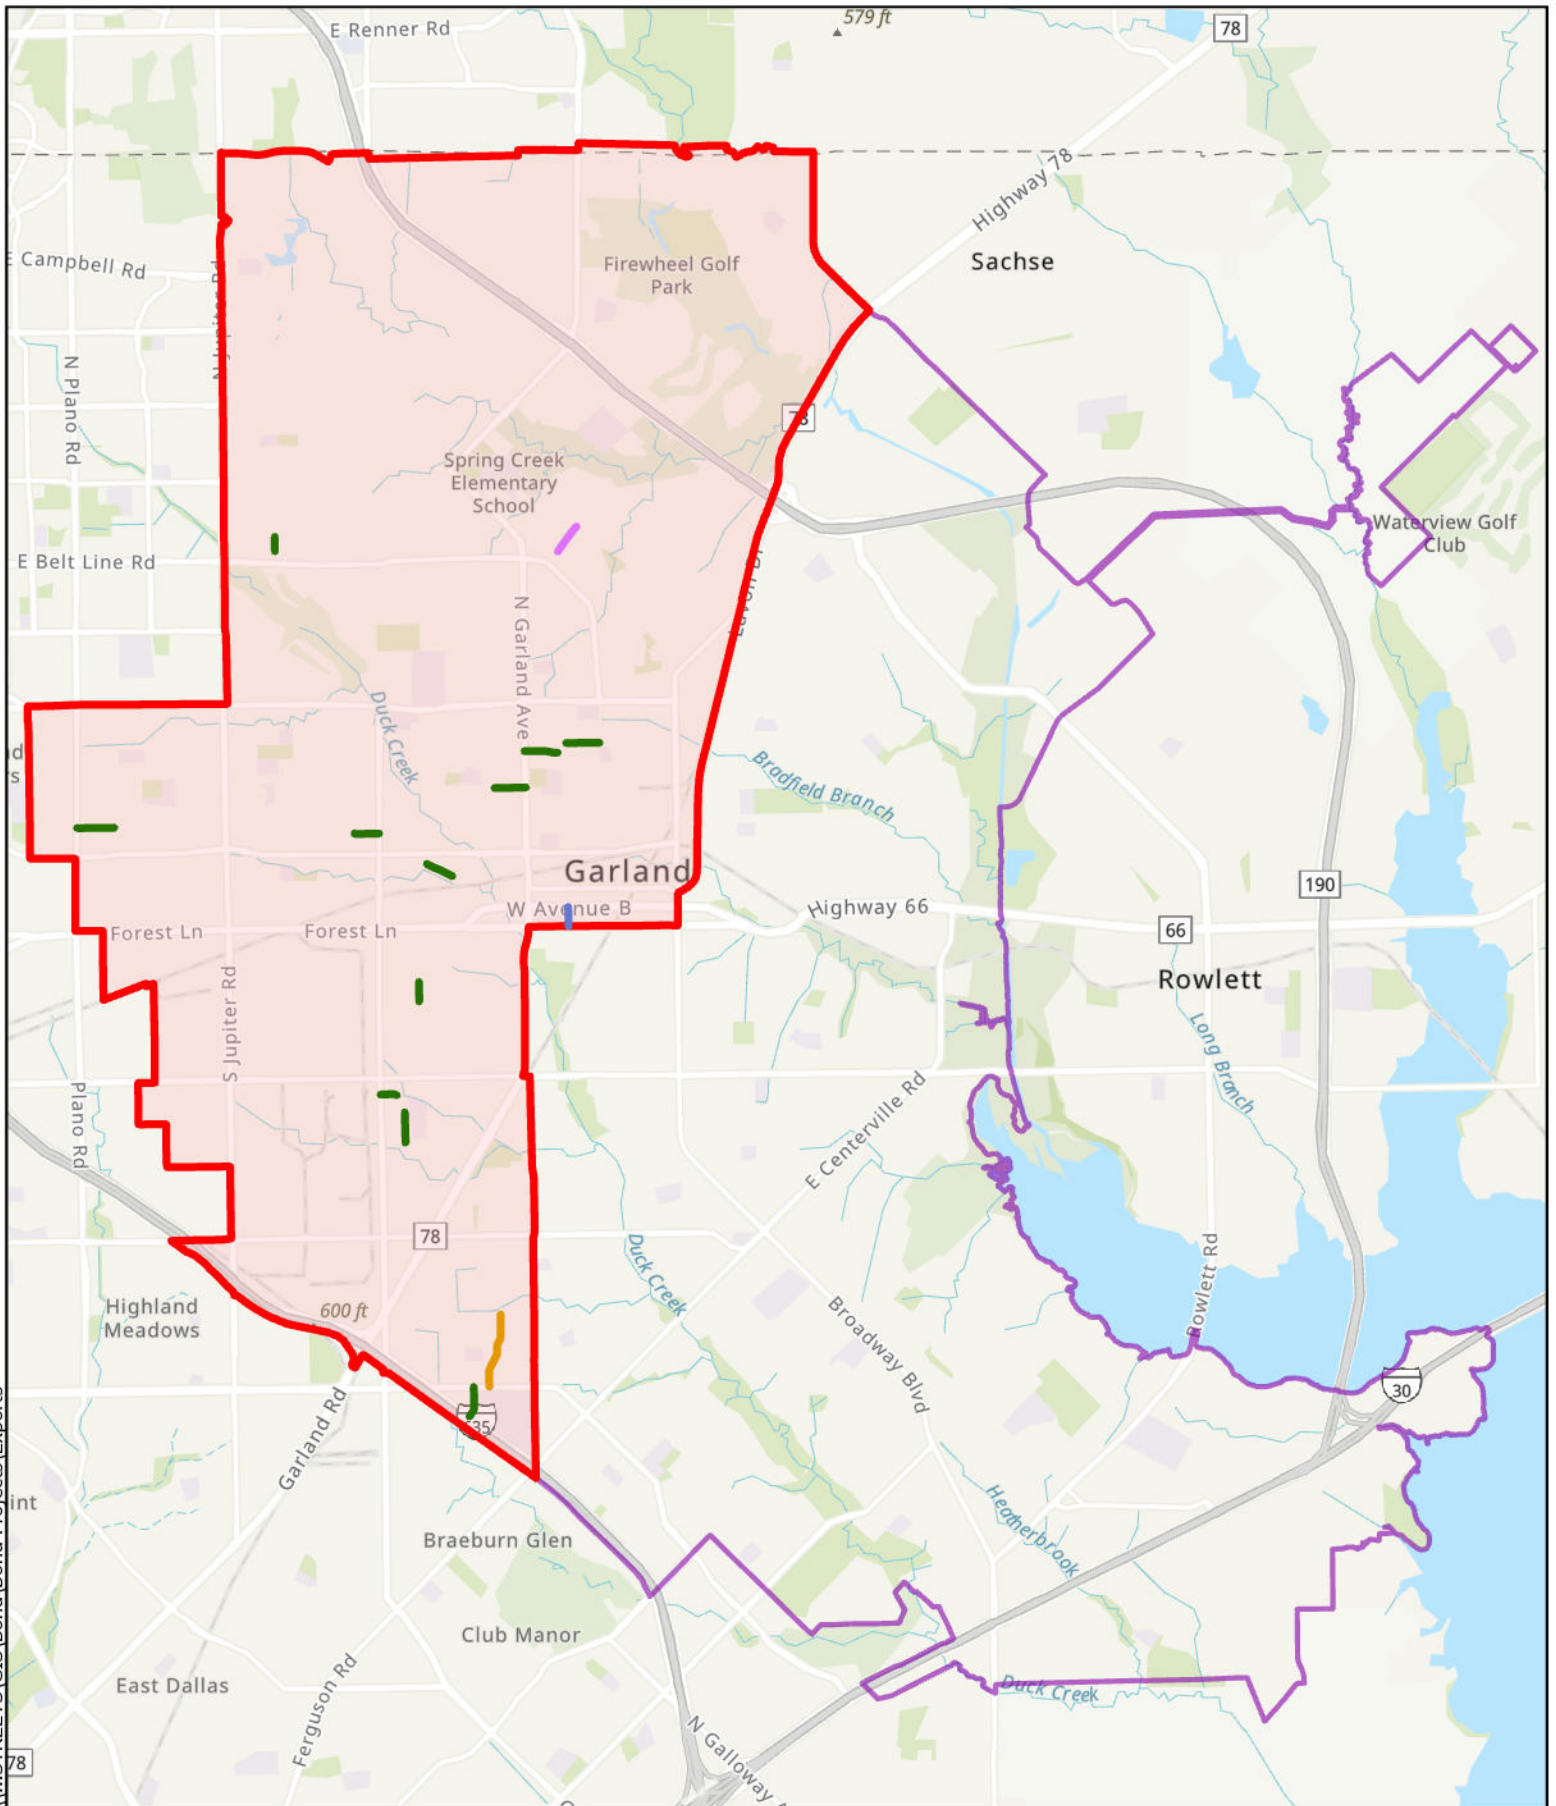 579 ft
E Renner Rd
78
Highway 78
Sachse
E Campbell Rd
Firewheel Golf
Park
N Plano Rd
78
Spring Creek
Elementary
School
Waterview Golf
Club
E Belt Line Rd
N Garland Ave
Duck Creek
Bradfield Branch
Garland
190
W Avenue B
Highway 66
66
Forest Ln
Forest Ln
Rowlett
S Jupiter Rd
Long Branch
Plano Rd
E Centerville Rd
78
Duck Creek
Rowlett Rd
Highland
Meadows
600 ft
Broadway Blvd
30
Garland Rd
635
Heatherbrook
Braeburn Glen
Club Manor
East Dallas
Ferguson Rd
Duck Creek
N Galloway
78